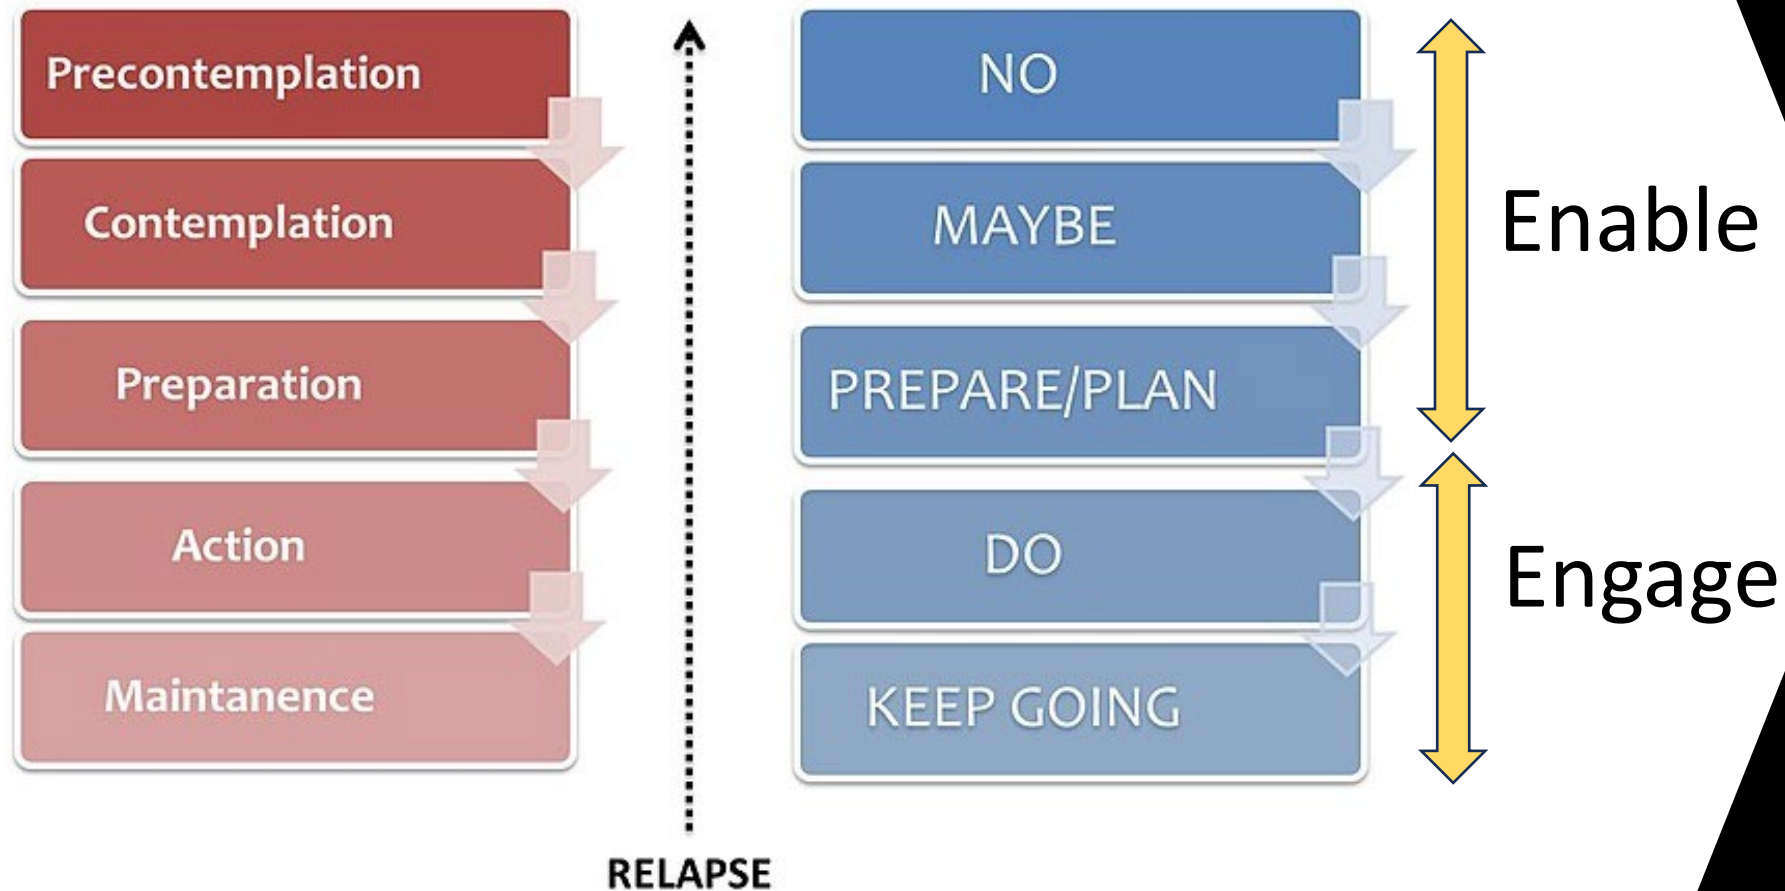 Precontemplation
Contemplation
Preparation
Action
Maintanence
RELAPSE
NO
MAYBE
PREPARE/PLAN
DO
KEEP GOING
Enable
Engage